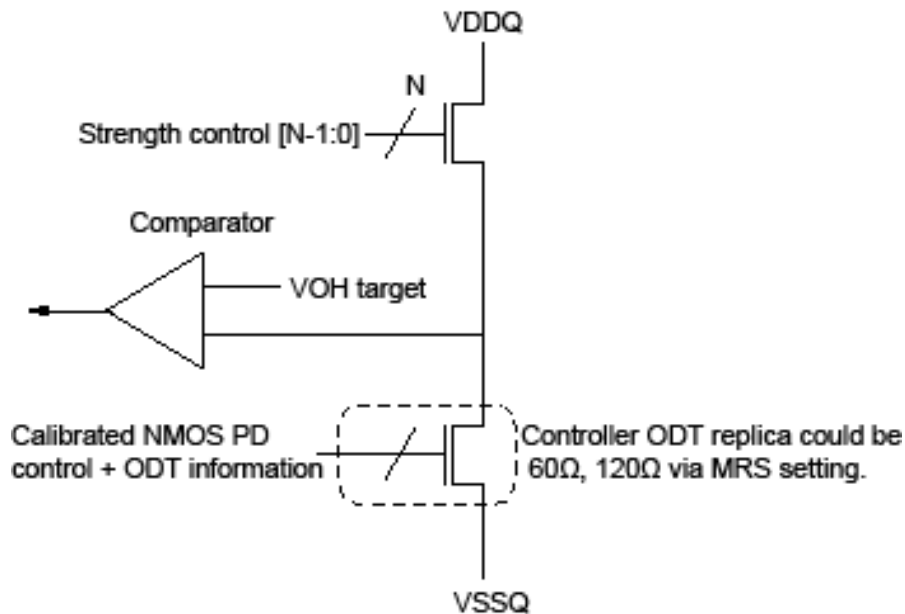 VDDQ
N
Strength control [N-1:0]
Comparator
VOH target
Calibrated NMOS PD
control + ODT information
Controller ODT replica could be
60Ω, 120Ω via MRS setting.
VSSQ